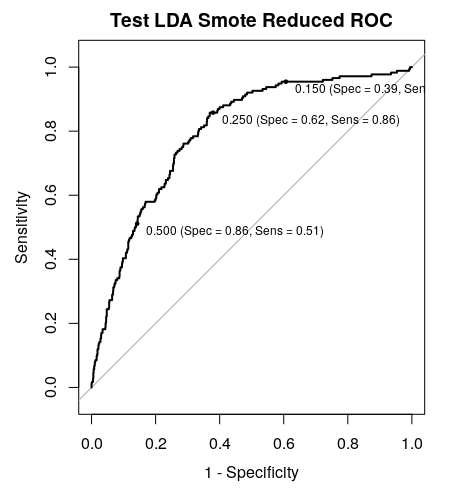 Test LDA Smote Reduced ROC
1.0
0.8
0.6
0.4
0.2
0.0
Sensitivity
0.150 (Spec = 0.39, Sen
0.250 (Spec = 0.62, Sens = 0.86)
0.500 (Spec = 0.86, Sens = 0.51)
0.0 0.2 0.4 0.6 0.8 1.0
1 - Specificity